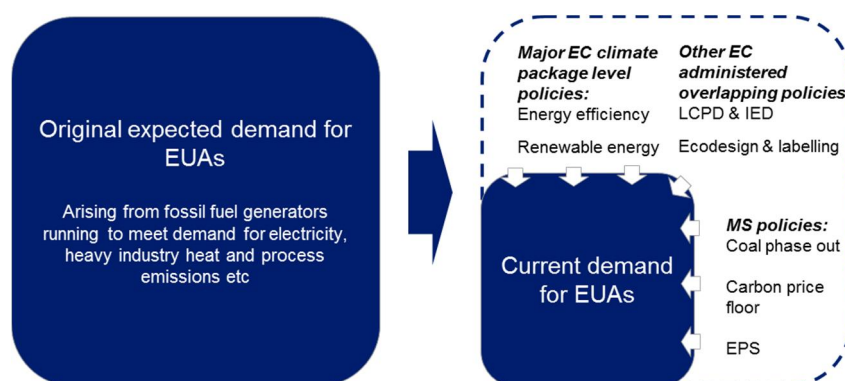 Original expected demand for
EUAs
Arising from fossil fuel generators
running to meet demand for electricity,
heavy industry heat and process
emissions etc
Major EC climate
package level
policies:
Energy efficiency
Renewable energy
Other EC
administered
overlapping policies
LCPD & IED
Ecodesign & labelling
Current demand
for EUAs
MS policies:
Coal phase out
Carbon price
floor
EPS